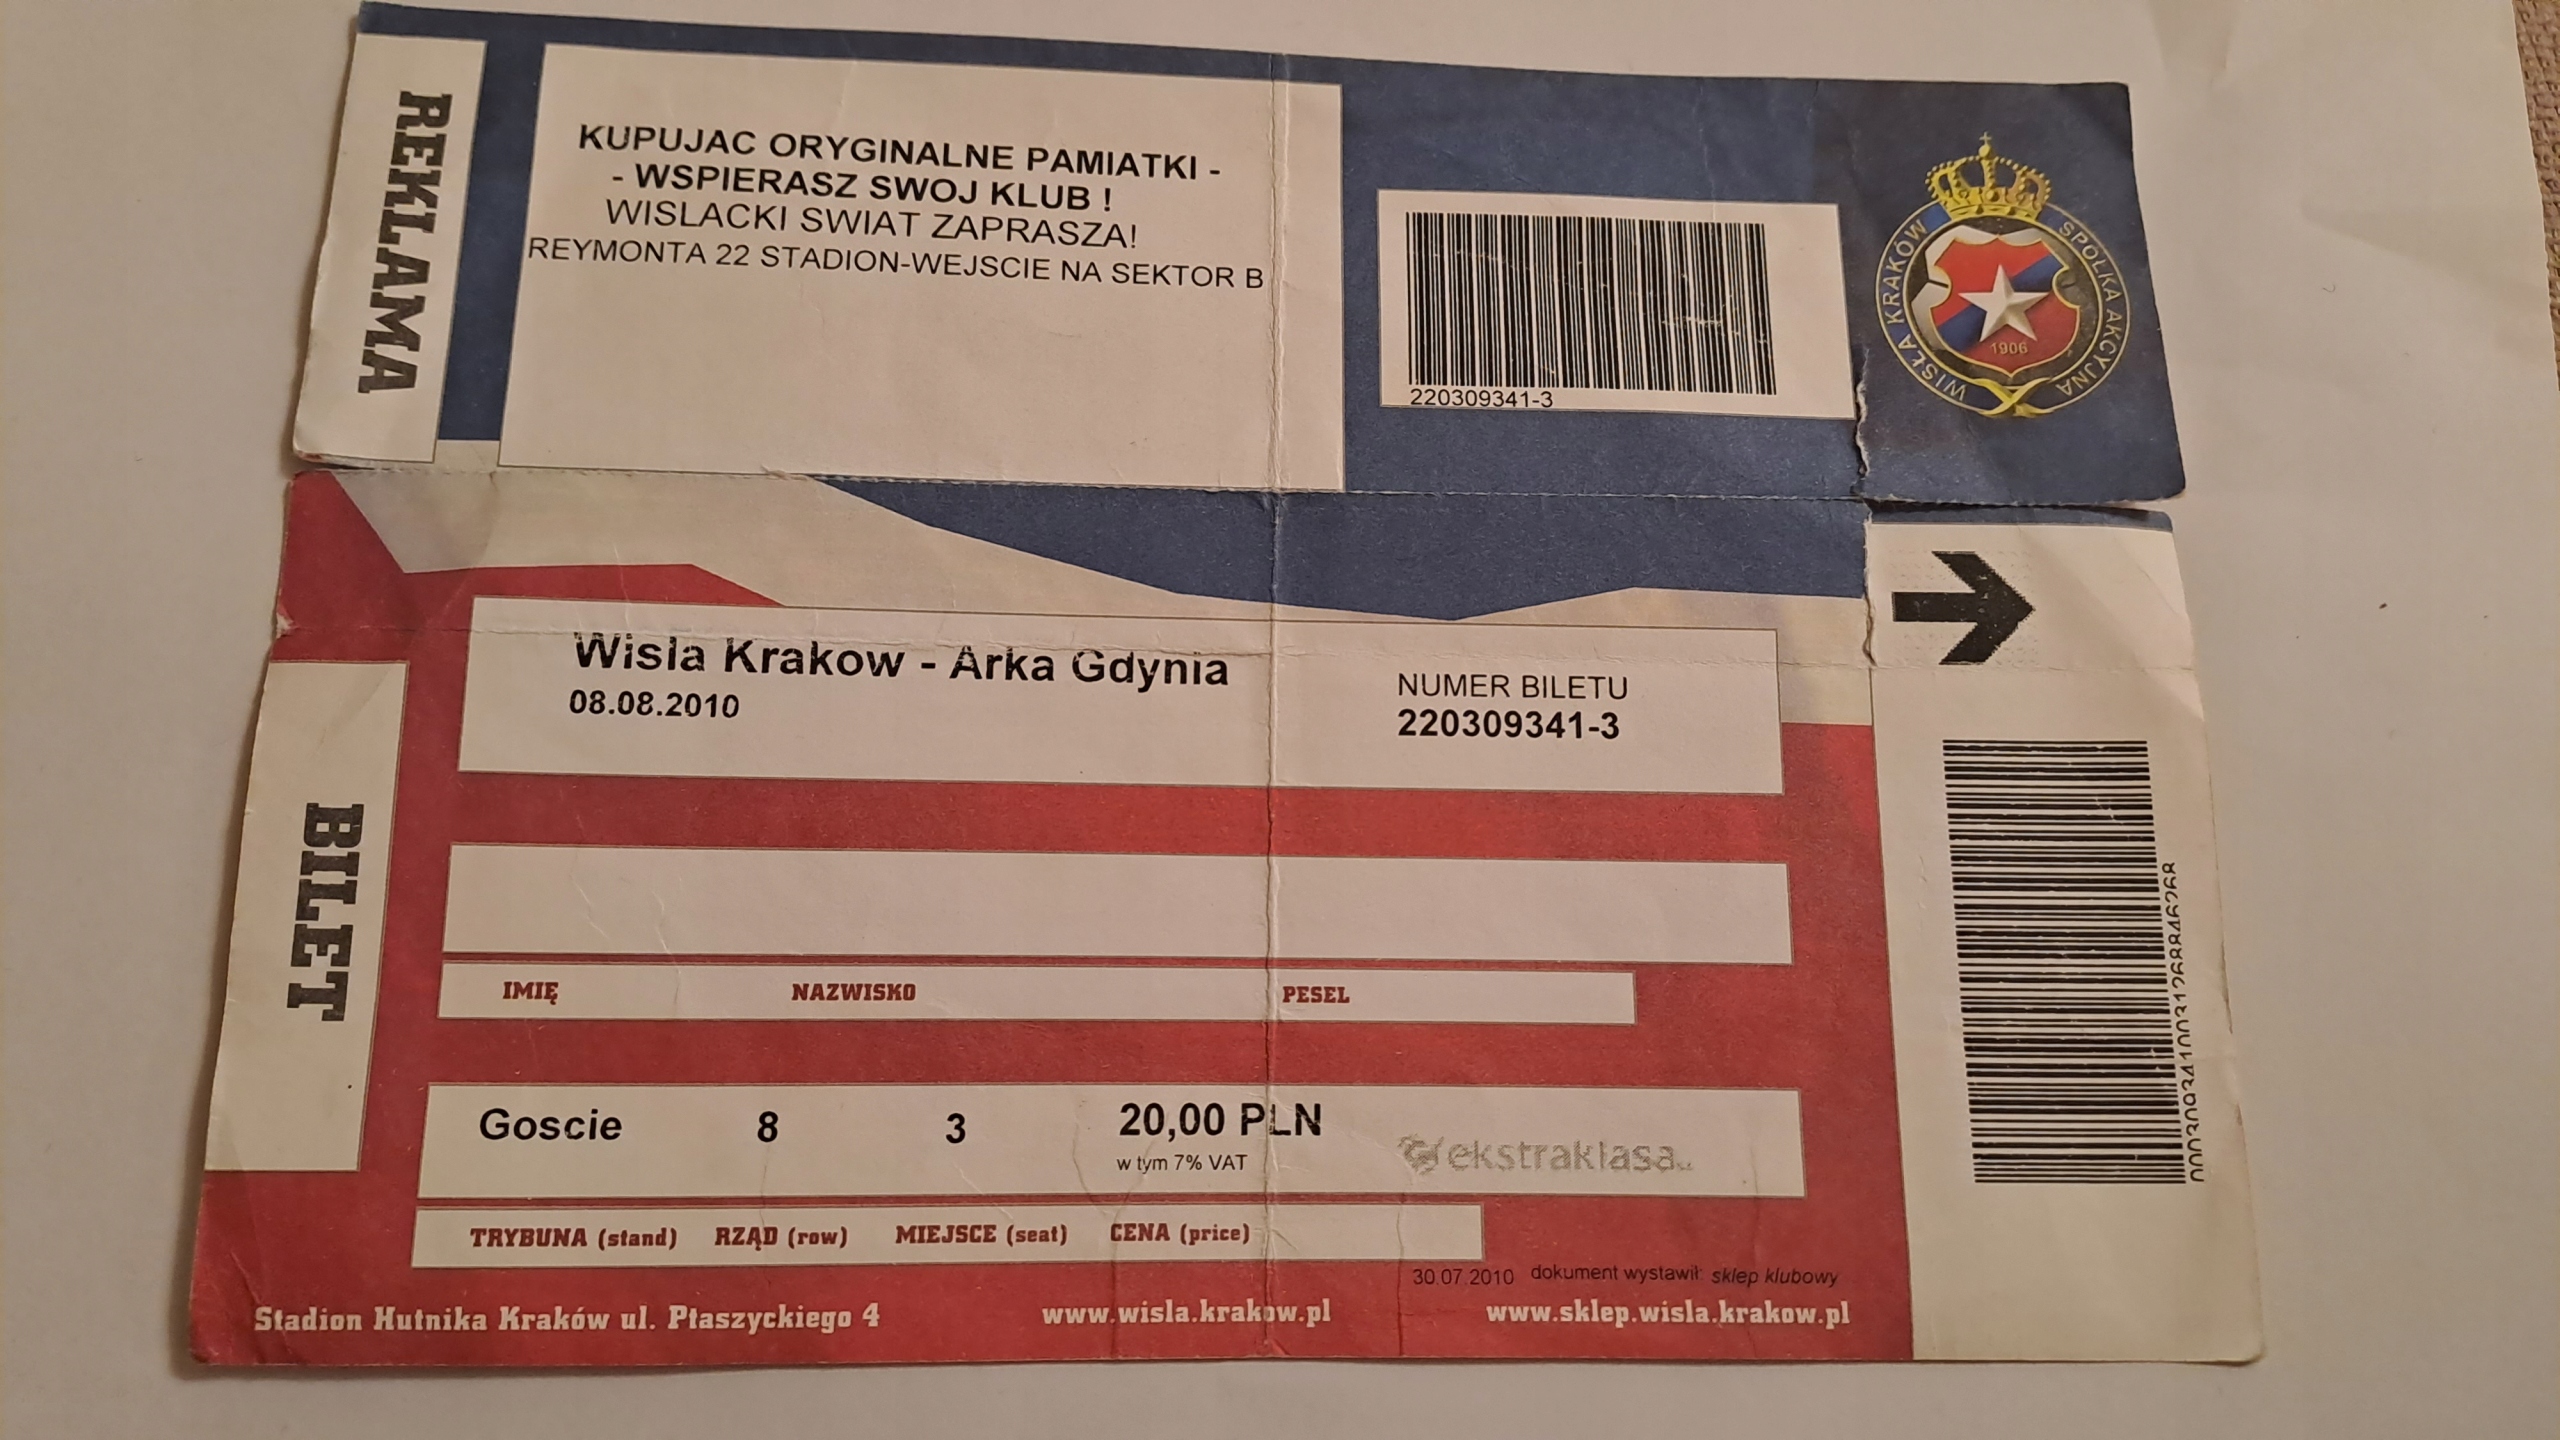 REKLAMA
KUPUJAC ORYGINALNE PAMIATKI -
- WSPIERASZ SWOJ KLUB !
WISLACKI SWIAT ZAPRASZA!
REYMONTA 22 STADION-WEJSCIE NA SEKTOR B
220309341-3
WISŁA KRAKÓW SPÓŁKA AKCYJNA
1906
BILET
Wisla Krakow - Arka Gdynia
08.08.2010
NUMER BILETU
220309341-3
IMIĘ NAZWISKO PESEL
Goscie 8 3 20,00 PLN
w tym 7% VAT
ekstraklasa
TRYBUNA (stand) RZĄD (row) MIEJSCE (seat) CENA (price)
30.07.2010 dokument wystawił: sklep klubowy
Stadion Hutnika Kraków ul. Ptaszyckiego 4 www.wisla.krakow.pl www.sklep.wisla.krakow.pl